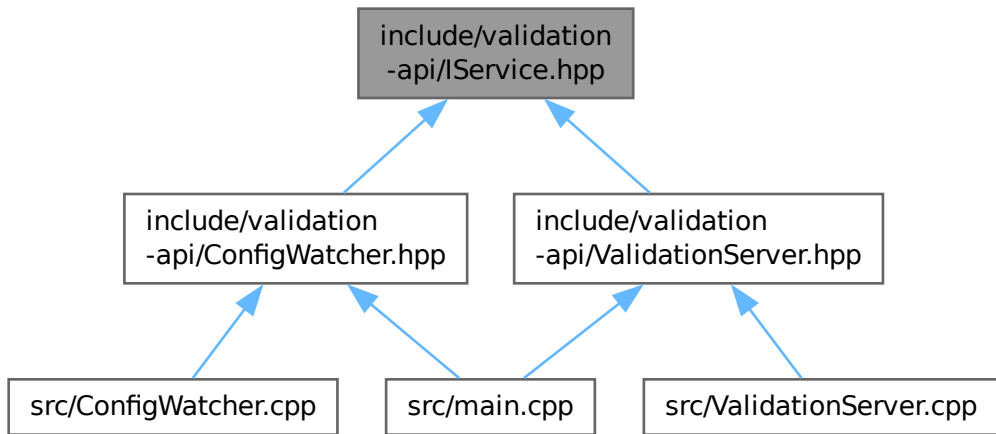 include/validation
-api/IService.hpp
include/validation
-api/ConfigWatcher.hpp
include/validation
-api/ValidationServer.hpp
src/ConfigWatcher.cpp
src/main.cpp
src/ValidationServer.cpp